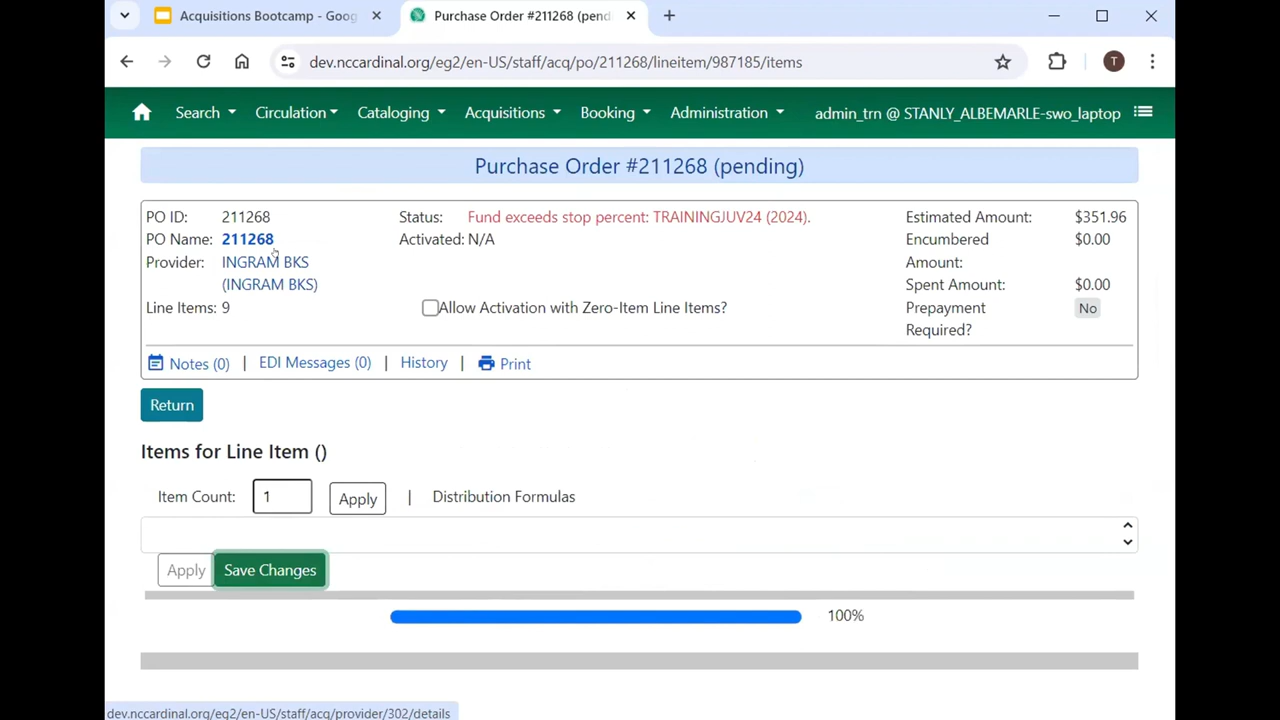 Acquisitions Bootcamp - Goog
Purchase Order #211268 (pend
dev.nccardinal.org/eg2/en-US/staff/acq/po/211268/lineitem/987185/items
T
Search Circulation Cataloging Acquisitions Booking Administration admin_trn @ STANLY_ALBEMARLE-swo_laptop
Purchase Order #211268 (pending)
PO ID: 211268 Status: Fund exceeds stop percent: TRAININGJUV24 (2024). Estimated Amount: $351.96
PO Name: 211268 Activated: N/A Encumbered $0.00
Provider: INGRAM BKS Amount:
(INGRAM BKS) Spent Amount: $0.00
Line Items: 9 Allow Activation with Zero-Item Line Items? Prepayment No
Required?
Notes (0) | EDI Messages (0) | History | Print
Return
Items for Line Item ()
Item Count: 1 Apply | Distribution Formulas
Apply Save Changes
100%
dev.nccardinal.org/eg2/en-US/staff/acq/provider/302/details